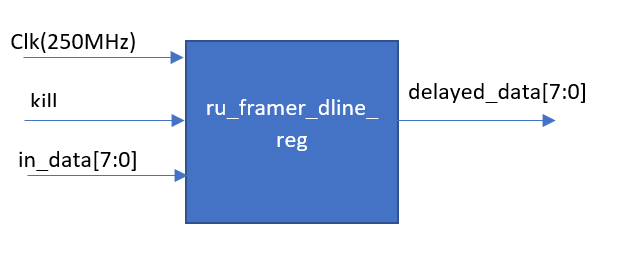 Clk(250MHz)
kill
in_data[7:0]
ru_framer_dline_
reg
delayed_data[7:0]